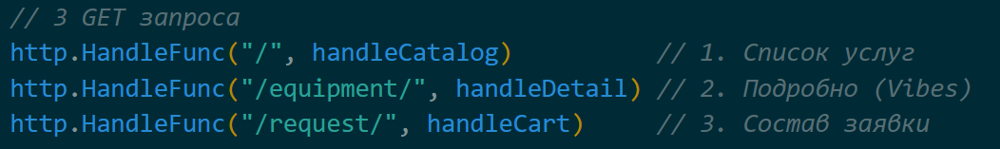 // 3 GET запроса
http.HandleFunc("/", handleCatalog)          // 1. Список услуг
http.HandleFunc("/equipment/", handleDetail) // 2. Подробно (Vibes)
http.HandleFunc("/request/", handleCart)     // 3. Состав заявки